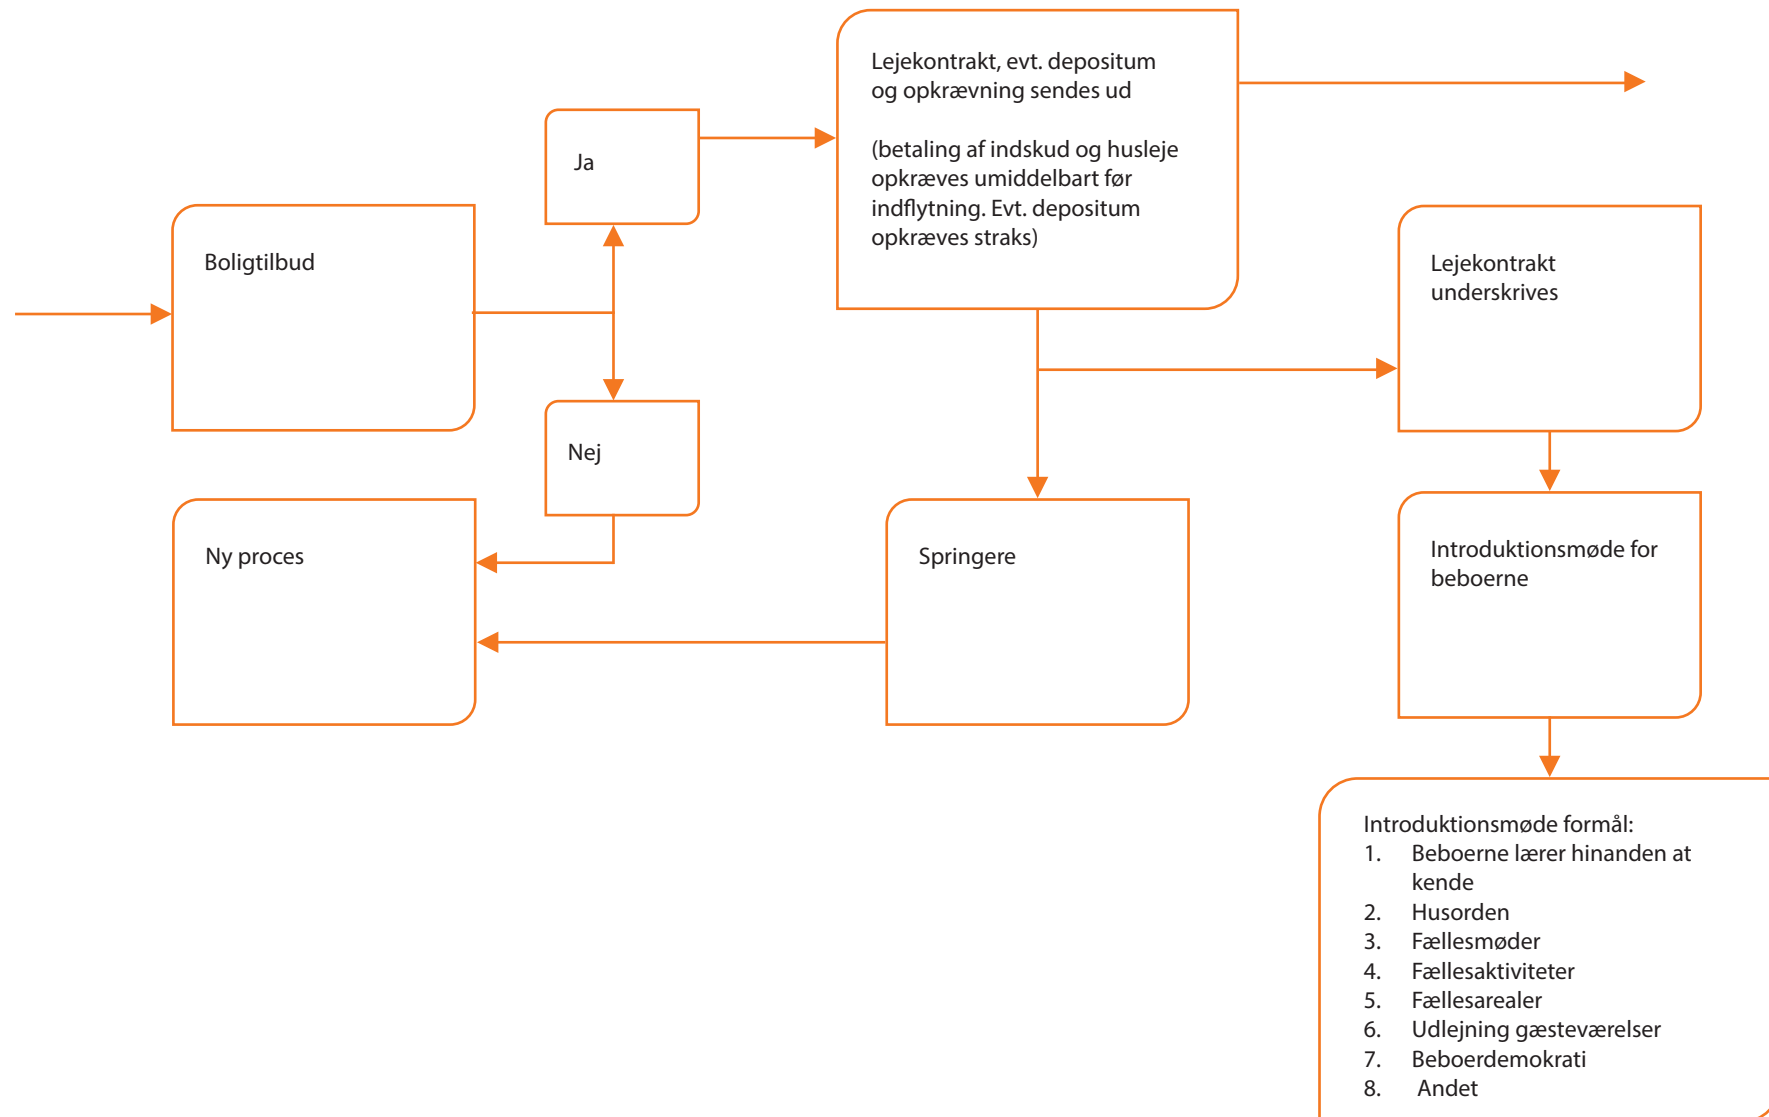 Lejekontrakt, evt. depositum
og opkrævning sendes ud
(betaling af indskud og husleje
opkræves umiddelbart før
indflytning. Evt. depositum
opkræves straks)
Ja
Boligtilbud
Lejekontrakt
underskrives
Nej
Ny proces
Springere
Introduktionsmøde for
beboerne
Introduktionsmøde formål:
1. Beboerne lærer hinanden at
kende
2. Husorden
3. Fællesmøder
4. Fællesaktiviteter
5. Fællesarealer
6. Udlejning gæsteværelser
7. Beboerdemokrati
8. Andet